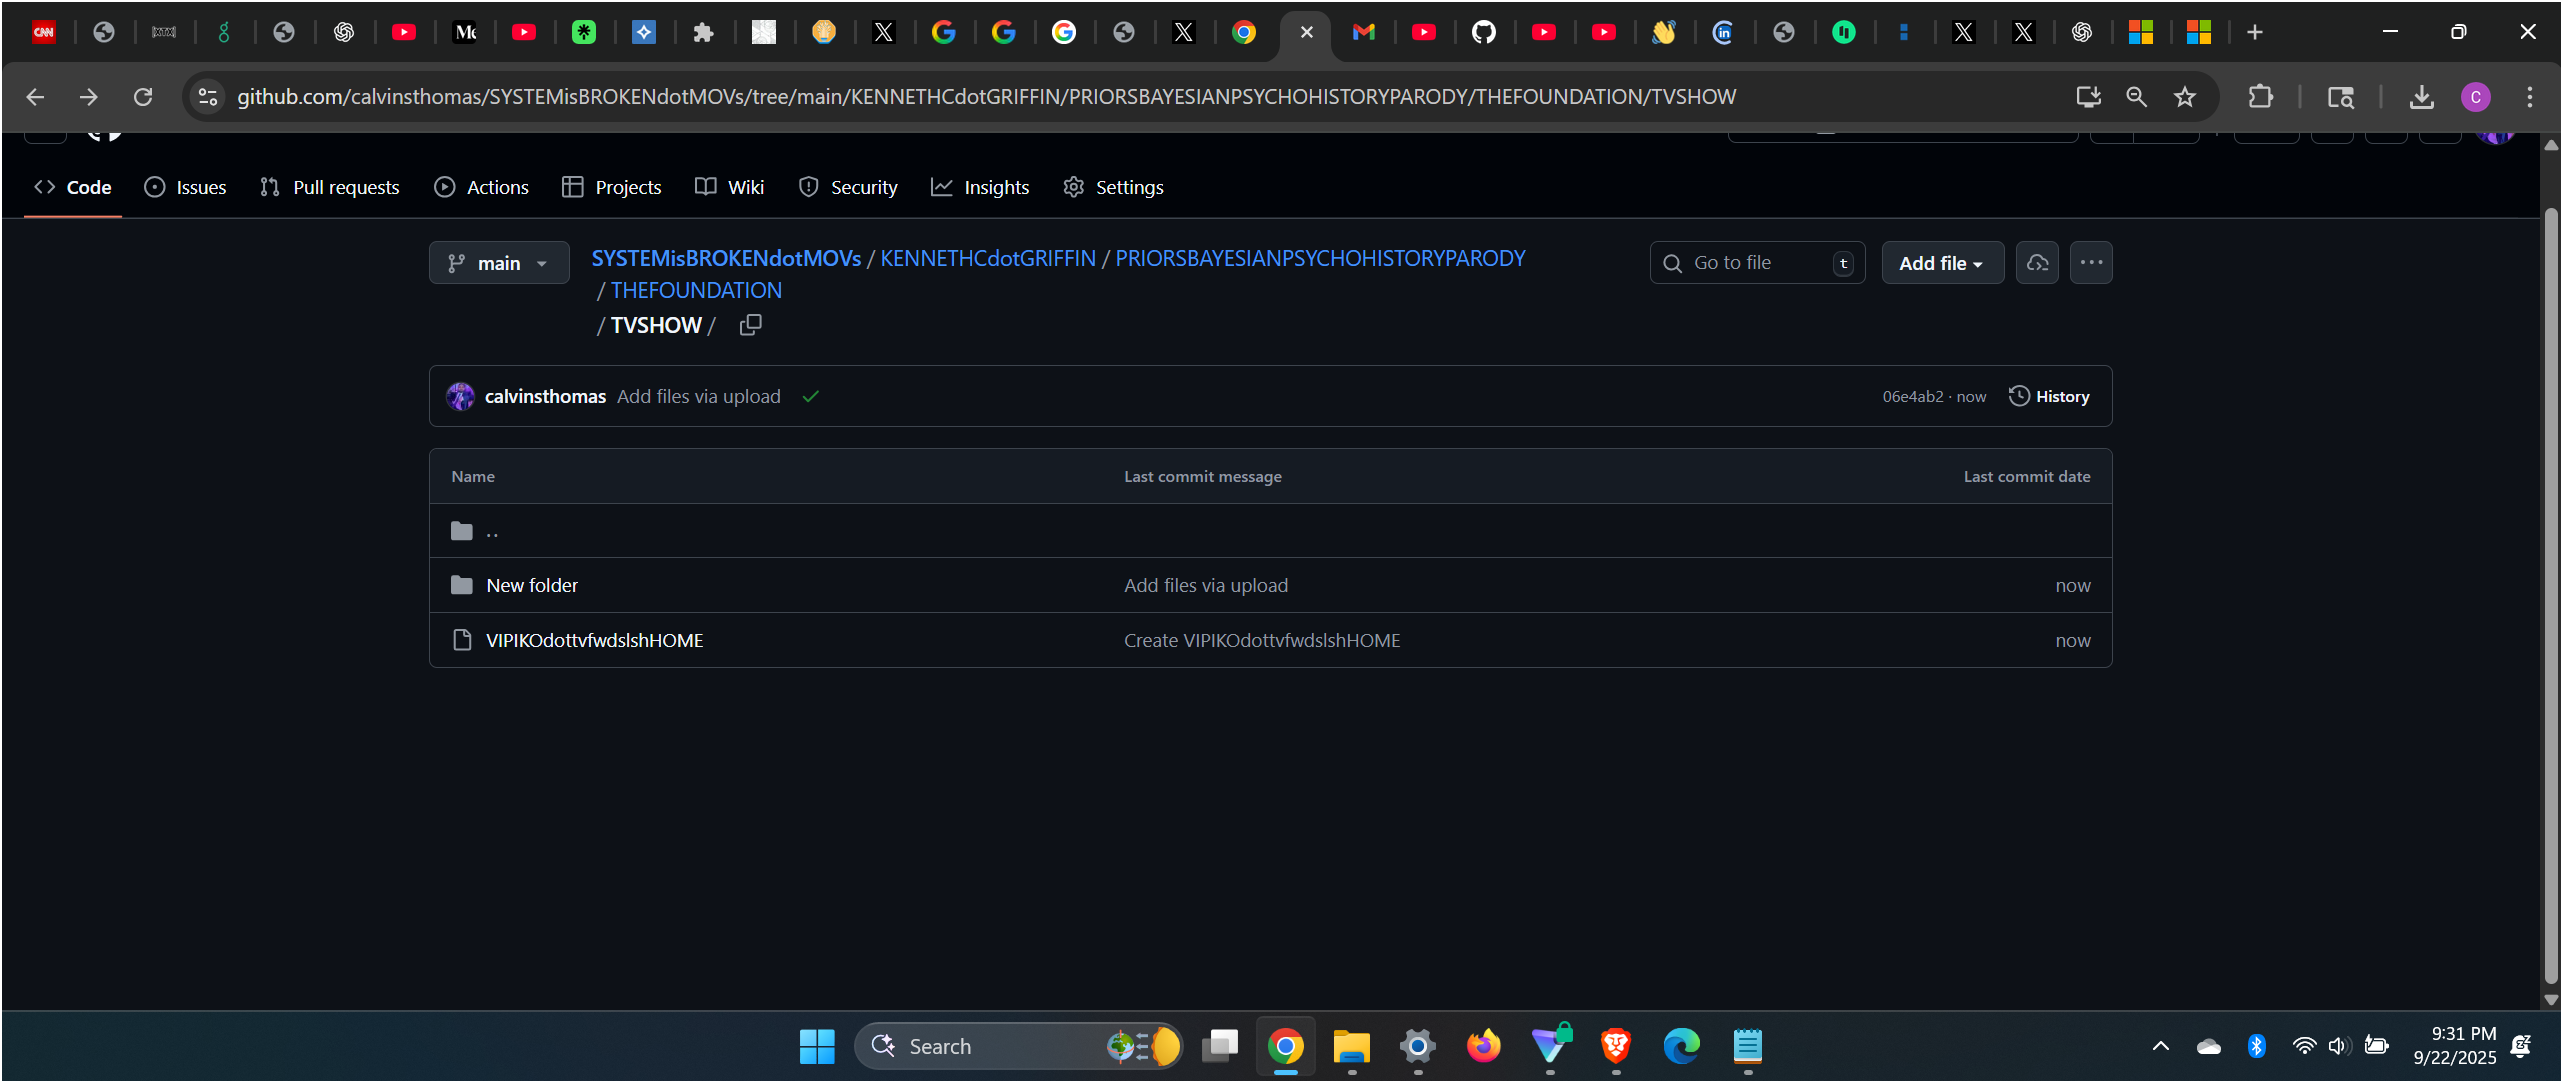 CNN
github.com/calvinsthomas/SYSTEMisBROKENdotMOVs/tree/main/KENNETHCdotGRIFFIN/PRIORSBAYESIANPSYCHOHISTORYPARODY/THEFOUNDATION/TVSHOW
C
Code
Issues
Pull requests
Actions
Projects
Wiki
Security
Insights
Settings
main
SYSTEMisBROKENdotMOVs / KENNETHCdotGRIFFIN / PRIORSBAYESIANPSYCHOHISTORYPARODY
/ THEFOUNDATION
/ TVSHOW /
Go to file
t
Add file
calvinsthomas Add files via upload
06e4ab2 · now
History
Name Last commit message Last commit date
..
New folder Add files via upload now
VIPIKOdottvfwdslshHOME Create VIPIKOdottvfwdslshHOME now
Search
9:31 PM
9/22/2025